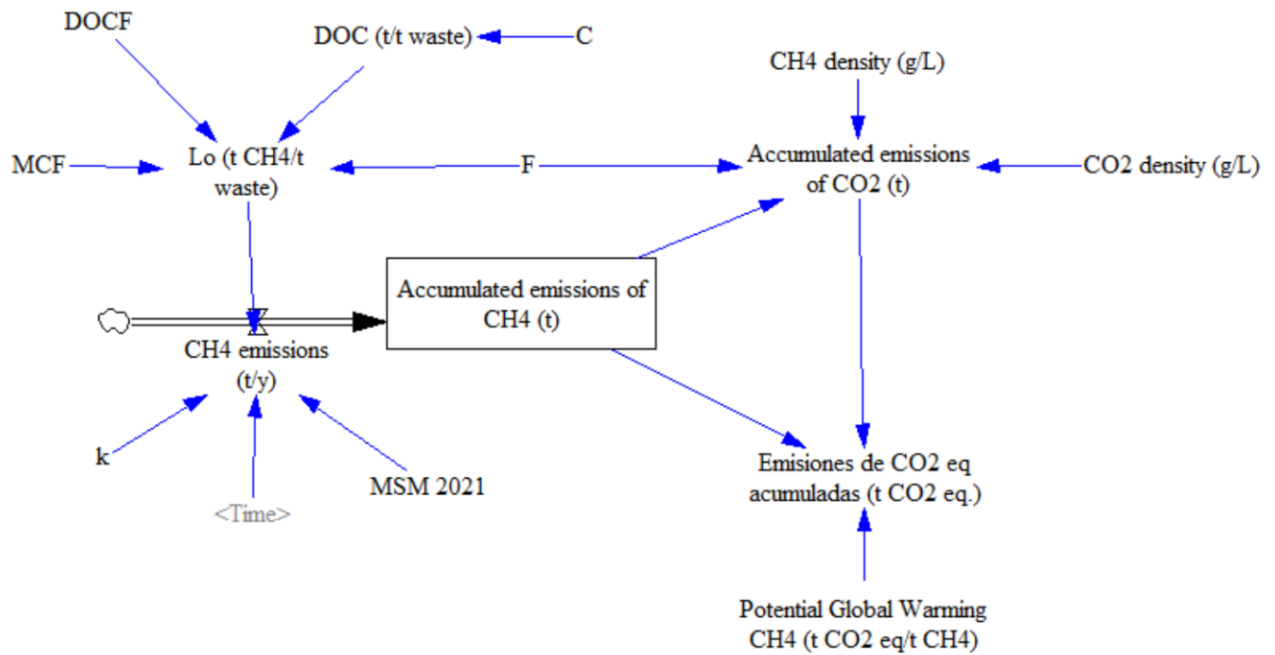 DOCF
DOC (t/t waste)
C
CH4 density (g/L)
MCF
Lo (t CH4/t
waste)
F
Accumulated emissions
of CO2 (t)
CO2 density (g/L)
Accumulated emissions of
CH4 (t)
CH4 emissions
(t/y)
k
<Time>
MSM 2021
Emisiones de CO2 eq
acumuladas (t CO2 eq.)
Potential Global Warming
CH4 (t CO2 eq/t CH4)